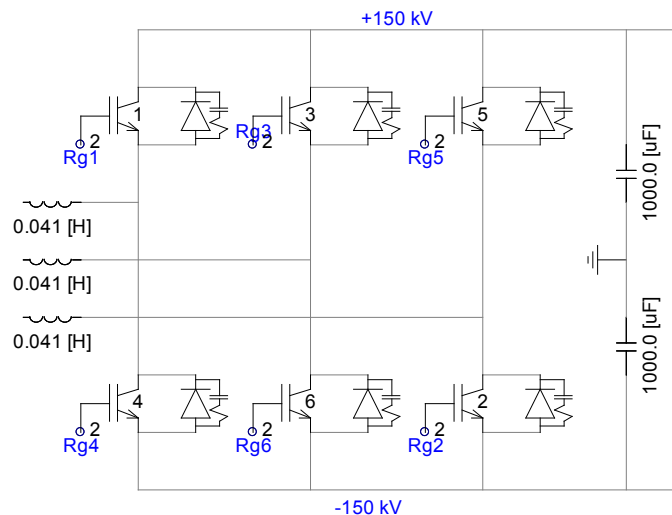 +150 kV
1
3
5
2
Rg1
Rg3
2
2
Rg5
1000.0 [uF]
0.041 [H]
0.041 [H]
0.041 [H]
1000.0 [uF]
4
6
2
2
Rg4
2
Rg6
2
Rg2
-150 kV